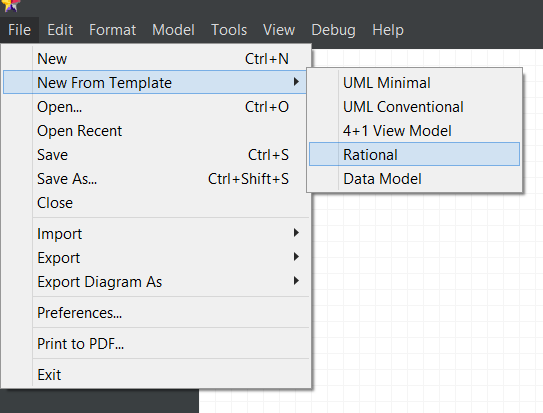 File Edit Format Model Tools View Debug Help
New Ctrl+N
New From Template
Open... Ctrl+O
Open Recent
Save Ctrl+S
Save As... Ctrl+Shift+S
Close
Import
Export
Export Diagram As
Preferences...
Print to PDF...
Exit
UML Minimal
UML Conventional
4+1 View Model
Rational
Data Model